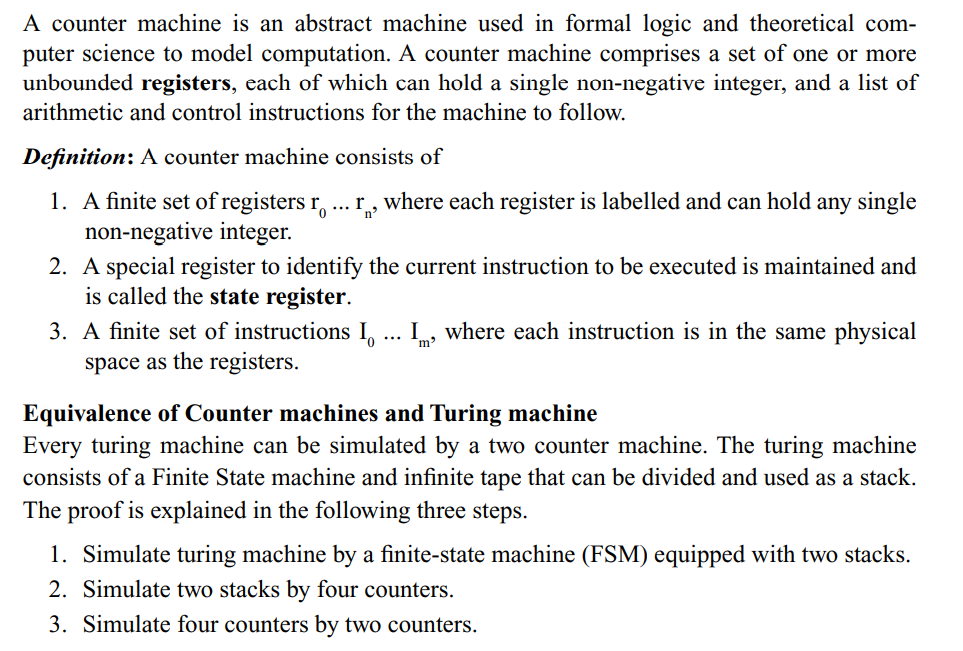 A counter machine is an abstract machine used in formal logic and theoretical com-
puter science to model computation. A counter machine comprises a set of one or more
unbounded registers, each of which can hold a single non-negative integer, and a list of
arithmetic and control instructions for the machine to follow.
Definition: A counter machine consists of
1. A finite set of registers r₀ ... rₙ, where each register is labelled and can hold any single
non-negative integer.
2. A special register to identify the current instruction to be executed is maintained and
is called the state register.
3. A finite set of instructions I₀ ... Iₘ, where each instruction is in the same physical
space as the registers.
Equivalence of Counter machines and Turing machine
Every turing machine can be simulated by a two counter machine. The turing machine
consists of a Finite State machine and infinite tape that can be divided and used as a stack.
The proof is explained in the following three steps.
1. Simulate turing machine by a finite-state machine (FSM) equipped with two stacks.
2. Simulate two stacks by four counters.
3. Simulate four counters by two counters.